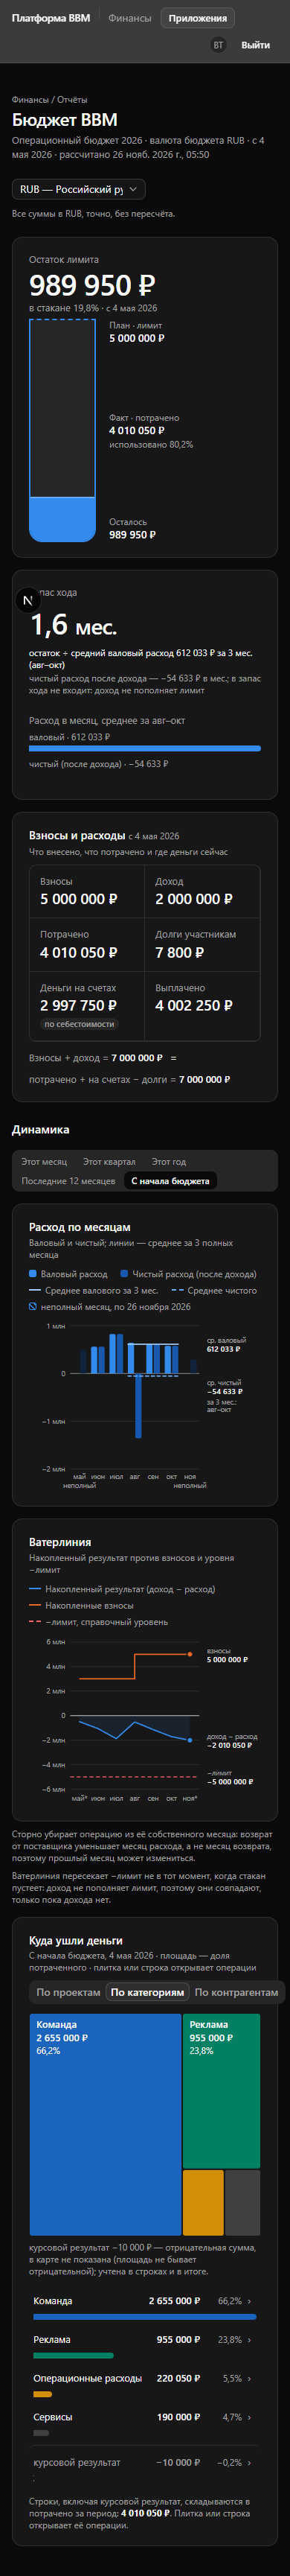 Платформа BBM
Финансы
Приложения
BT
Выйти
Финансы / Отчёты
Бюджет BBM
Операционный бюджет 2026 · валюта бюджета RUB · с 4
мая 2026 · рассчитано 26 нояб. 2026 г., 05:50
RUB — Российский ру
Все суммы в RUB, точно, без пересчёта.
Остаток лимита
989 950 ₽
в стакане 19,8% · с 4 мая 2026
План · лимит
5 000 000 ₽
Факт · потрачено
4 010 050 ₽
использовано 80,2%
Осталось
989 950 ₽
N
пас хода
1,6 мес.
остаток ÷ средний валовый расход 612 033 ₽ за 3 мес.
(авг–окт)
чистый расход после дохода — −54 633 ₽ в мес.; в запас
хода не входит: доход не пополняет лимит
Расход в месяц, среднее за авг–окт
валовый · 612 033 ₽
чистый (после дохода) · −54 633 ₽
Взносы и расходы с 4 мая 2026
Что внесено, что потрачено и где деньги сейчас
Взносы
5 000 000 ₽
Доход
2 000 000 ₽
Потрачено
4 010 050 ₽
Долги участникам
7 800 ₽
Деньги на счетах
2 997 750 ₽
по себестоимости
Выплачено
4 002 250 ₽
Взносы + доход = 7 000 000 ₽ =
потрачено + на счетах − долги = 7 000 000 ₽
Динамика
Этот месяц
Этот квартал
Этот год
Последние 12 месяцев
С начала бюджета
Расход по месяцам
Валовый и чистый; линии — среднее за 3 полных
месяца
Валовый расход
Чистый расход (после дохода)
Среднее валового за 3 мес.
Среднее чистого
неполный месяц, по 26 ноября 2026
1 млн
0
−1 млн
−2 млн
ср. валовый
612 033 ₽
ср. чистый
−54 633 ₽
за 3 мес.:
авг–окт
май июн июл авг сен окт ноя
неполный неполный
Ватерлиния
Накопленный результат против взносов и уровня
−лимит
Накопленный результат (доход − расход)
Накопленные взносы
−лимит, справочный уровень
6 млн
4 млн
2 млн
0
−2 млн
−4 млн
−6 млн
взносы
5 000 000 ₽
доход − расход
−2 010 050 ₽
−лимит
−5 000 000 ₽
май* июн июл авг сен окт ноя*
Сторно убирает операцию из её собственного месяца: возврат
от поставщика уменьшает месяц расхода, а не месяц возврата,
поэтому прошлый месяц может измениться.
Ватерлиния пересекает −лимит не в тот момент, когда стакан
пустеет: доход не пополняет лимит, поэтому они совпадают,
только пока дохода нет.
Куда ушли деньги
С начала бюджета, 4 мая 2026 · площадь — доля
потраченного · плитка или строка открывает операции
По проектам
По категориям
По контрагентам
Команда
2 655 000 ₽
66,2%
Реклама
955 000 ₽
23,8%
курсовой результат −10 000 ₽ — отрицательная сумма,
в карте не показана (площадь не бывает
отрицательной); учтена в строках и в итоге.
Команда 2 655 000 ₽ 66,2% ›
Реклама 955 000 ₽ 23,8% ›
Операционные расходы 220 050 ₽ 5,5% ›
Сервисы 190 000 ₽ 4,7% ›
курсовой результат −10 000 ₽ −0,2% ›
Строки, включая курсовой результат, складываются в
потрачено за период: 4 010 050 ₽. Плитка или строка
открывает её операции.